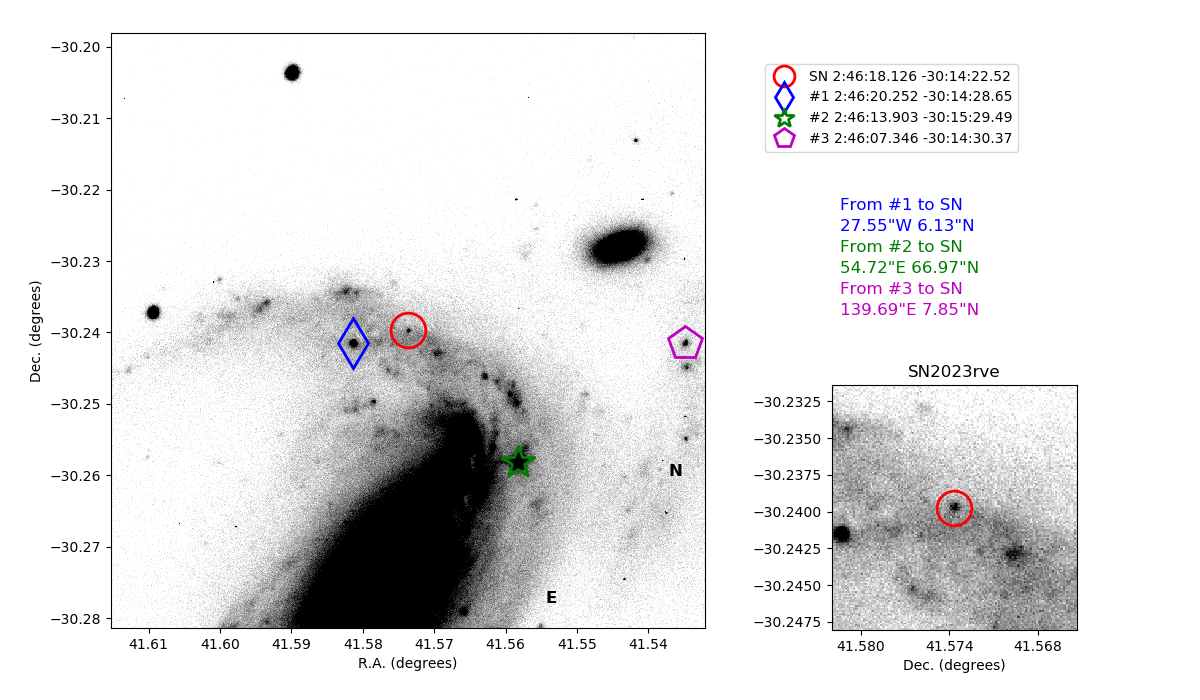 −30.20
−30.21
−30.22
−30.23
−30.24
−30.25
−30.26
−30.27
−30.28
Dec. (degrees)
41.61 41.60 41.59 41.58 41.57 41.56 41.55 41.54
R.A. (degrees)
N
E
SN 2:46:18.126 -30:14:22.52
#1 2:46:20.252 -30:14:28.65
#2 2:46:13.903 -30:15:29.49
#3 2:46:07.346 -30:14:30.37
From #1 to SN
27.55"W 6.13"N
From #2 to SN
54.72"E 66.97"N
From #3 to SN
139.69"E 7.85"N
SN2023rve
−30.2325
−30.2350
−30.2375
−30.2400
−30.2425
−30.2450
−30.2475
41.580 41.574 41.568
Dec. (degrees)